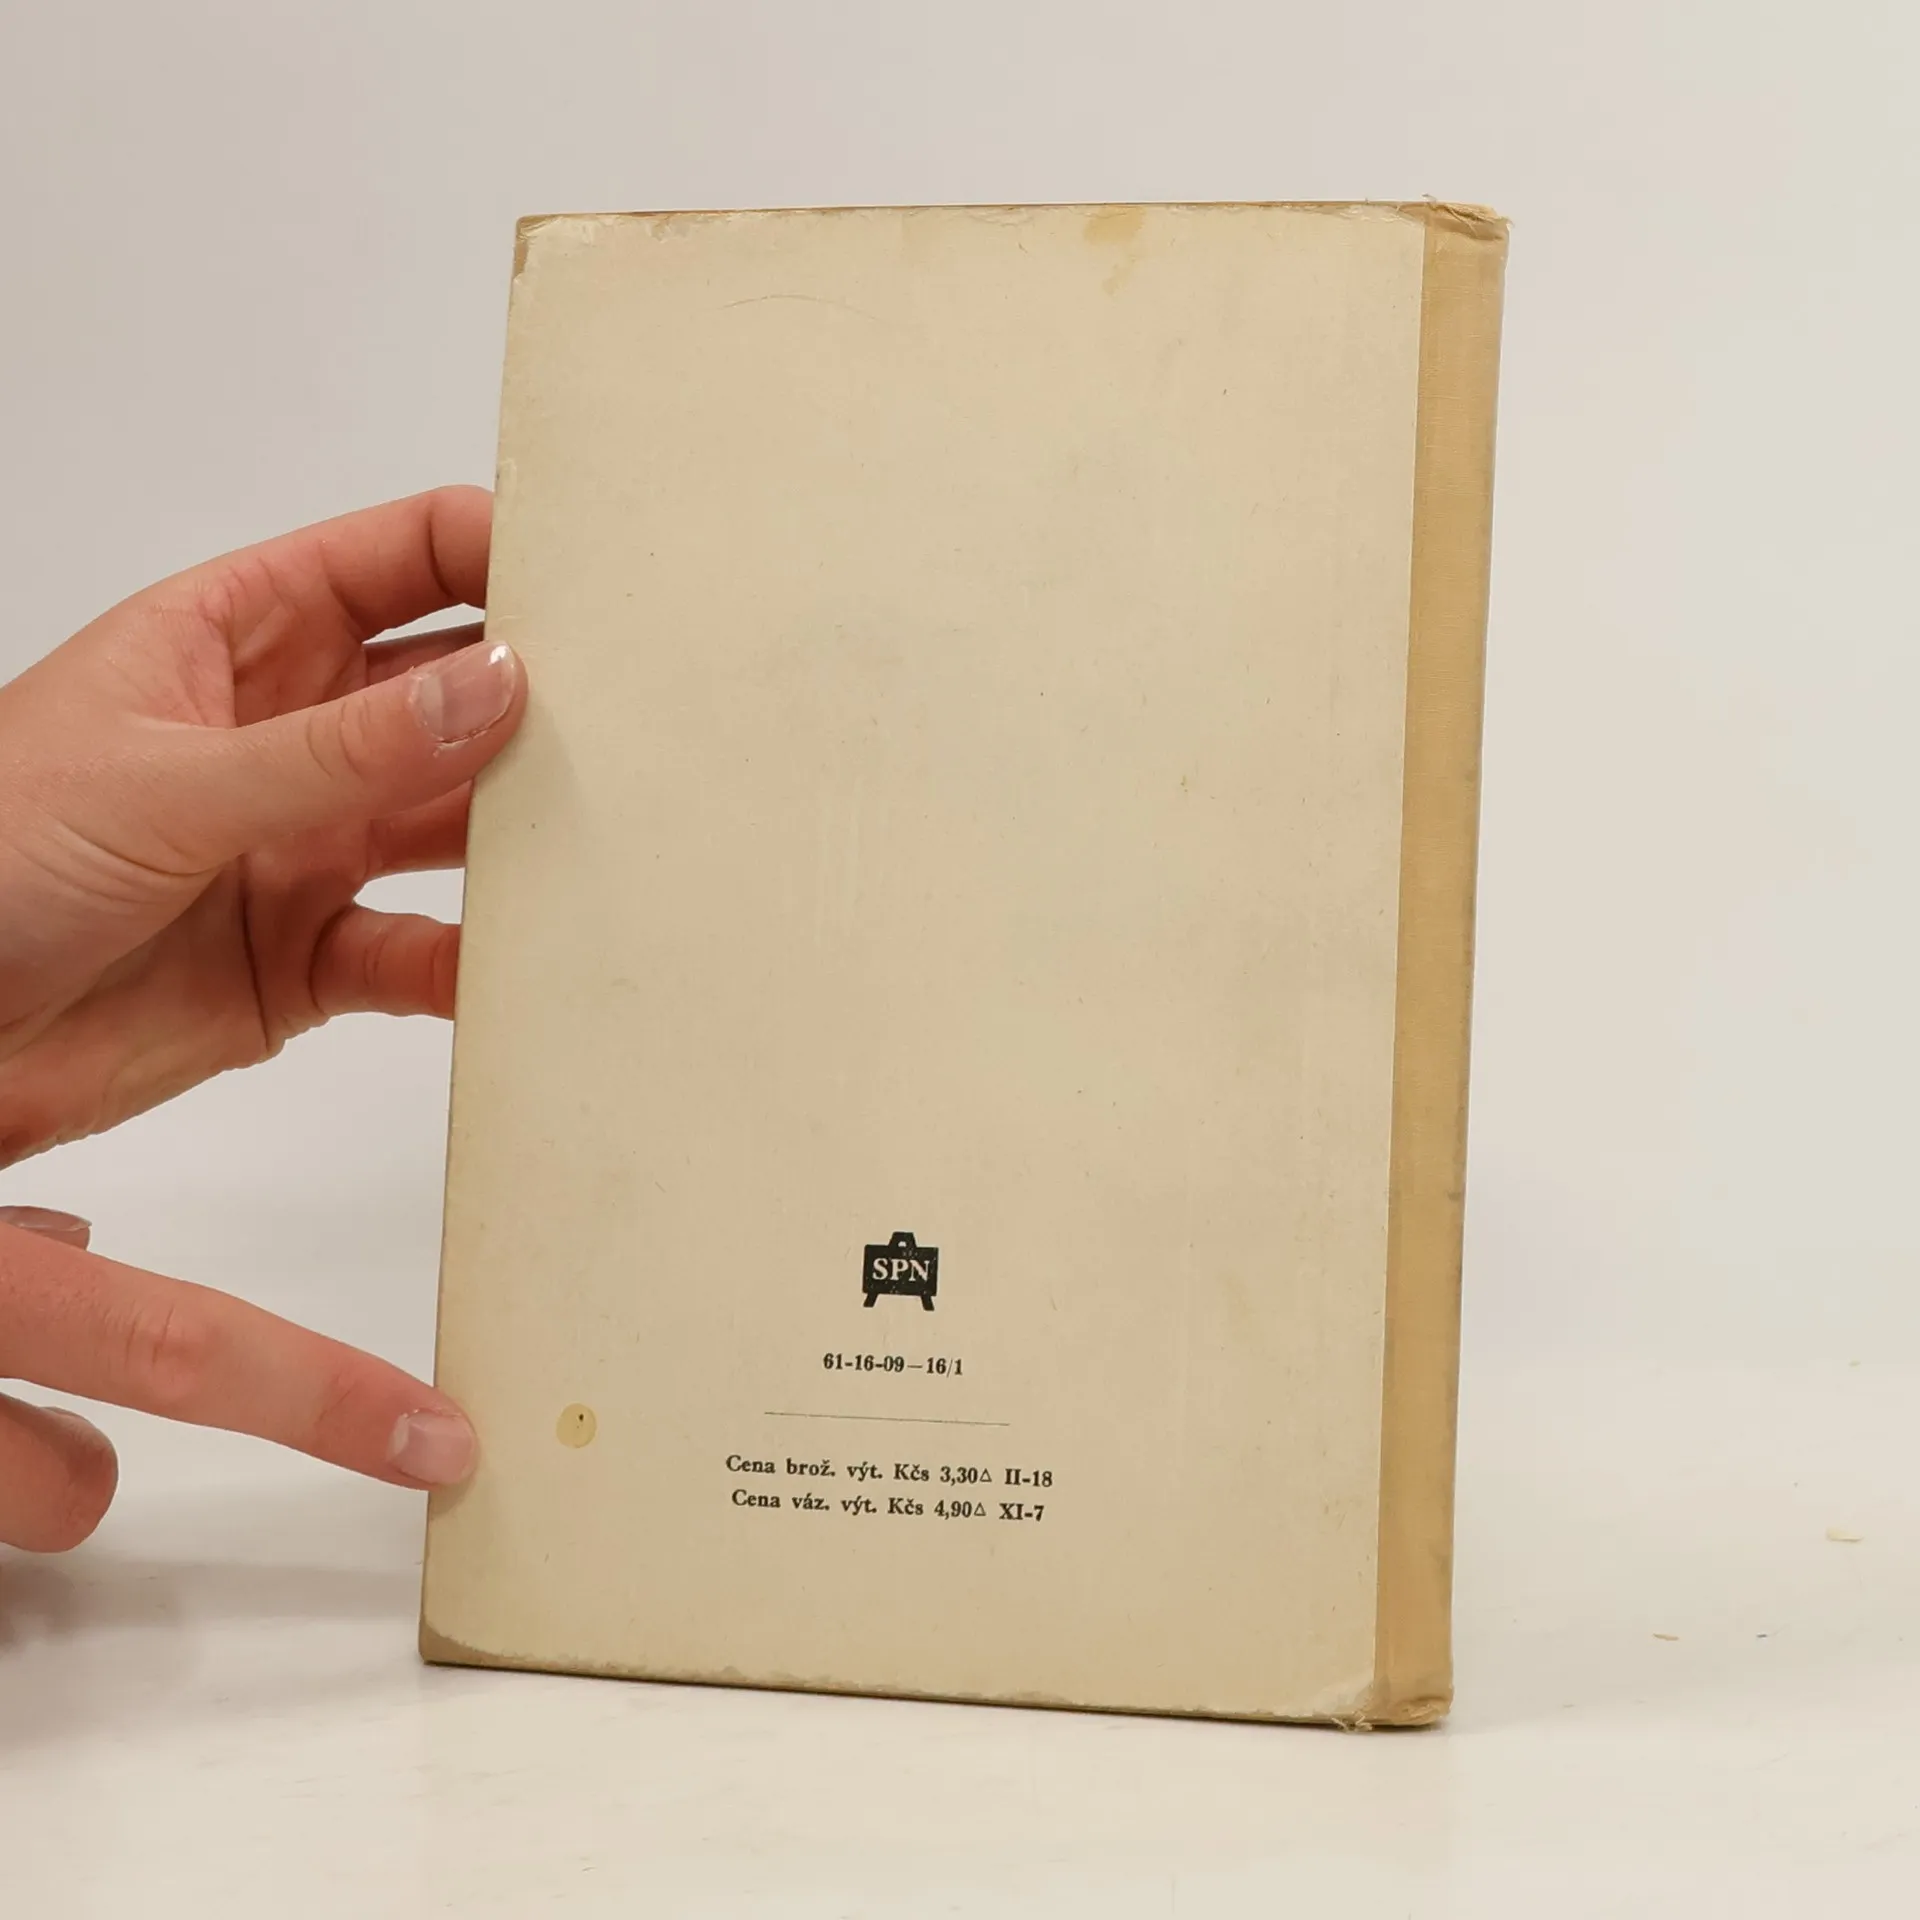 SPN
61-16-09—16/1
Cena brož. výt. Kčs 3,30△ II-18
Cena váz. výt. Kčs 4,90△ XI-7